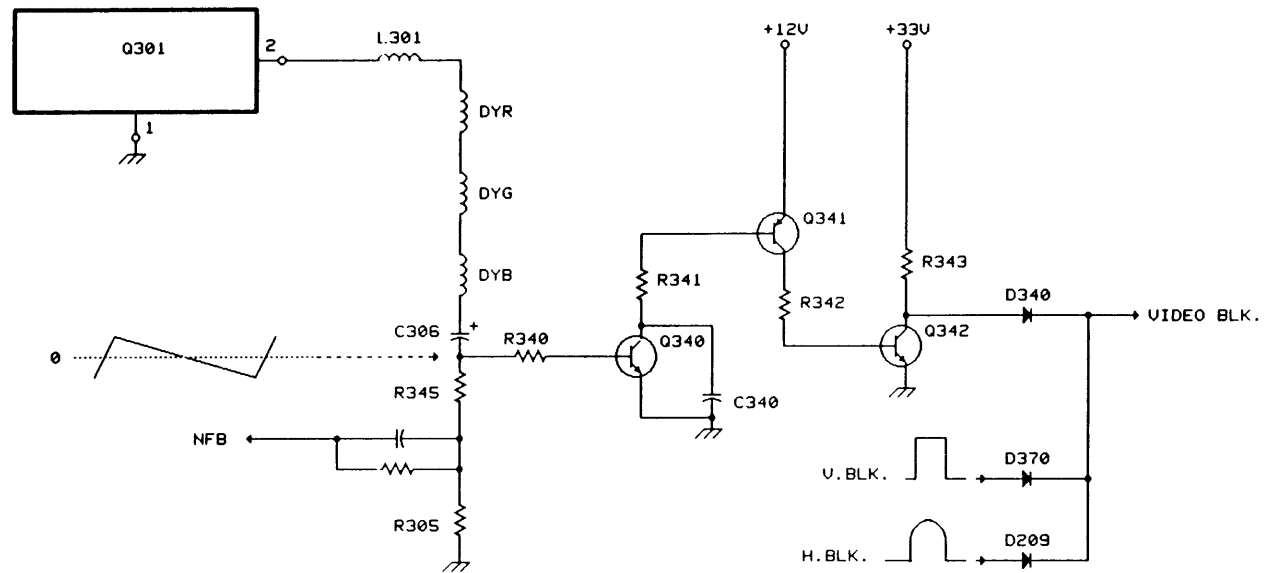 +12V
+33V
Q301
2
L301
1
DYR
DYG
DYB
Q341
R341
R342
R343
D340
VIDEO BLK.
C306
+
R340
Q340
Q342
0
R345
C340
NFB
R305
D370
V.BLK.
D209
H.BLK.